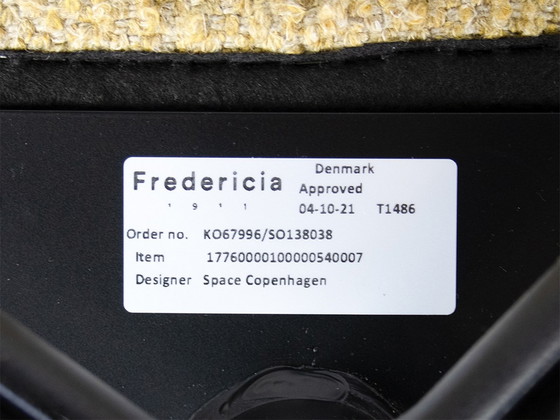 Denmark
Fredericia Approved
1 9 1 1 04-10-21 T1486
Order no. KO67996/SO138038
Item 17760000100000540007
Designer Space Copenhagen